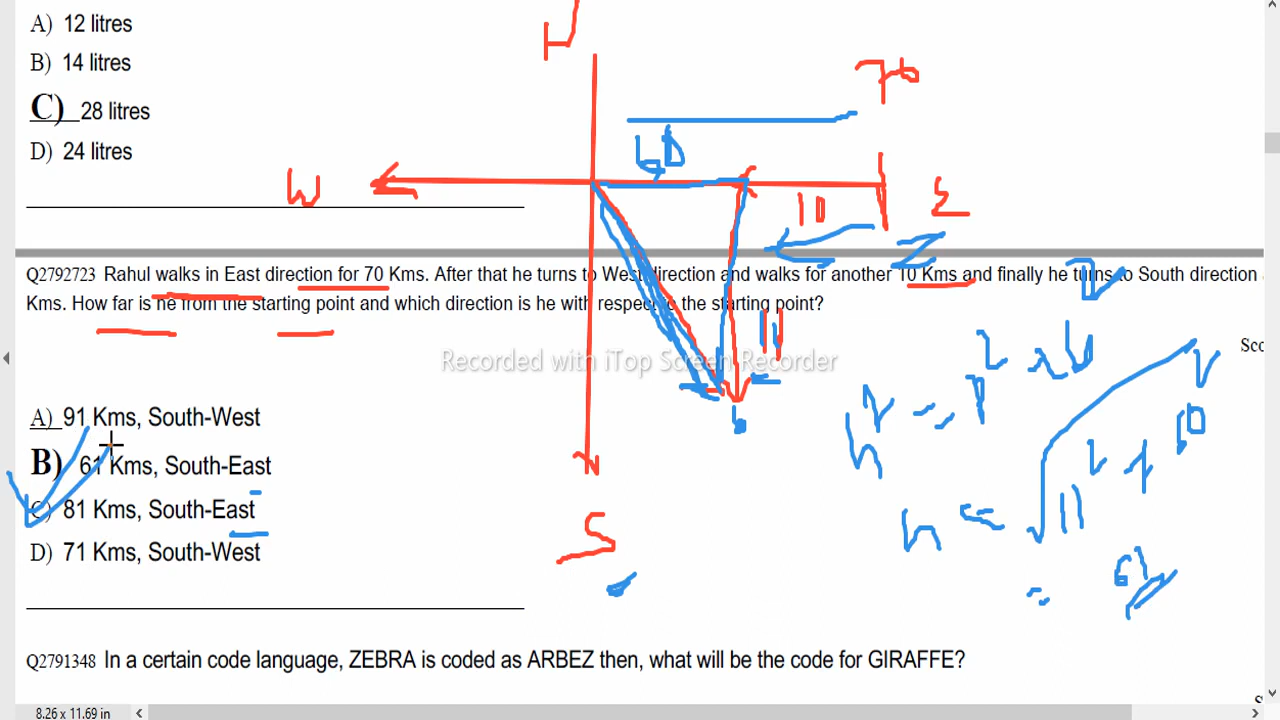 A) 12 litres
B) 14 litres
C) 28 litres
D) 24 litres
N
70
60
W
10
E
Q2792723 Rahul walks in East direction for 70 Kms. After that he turns to West direction and walks for another 10 Kms and finally he turns to South direction
Kms. How far is he from the starting point and which direction is he with respect to the starting point?
11
Recorded with iTop Screen Recorder
Sco
A) 91 Kms, South-West
B) 61 Kms, South-East
C) 81 Kms, South-East
D) 71 Kms, South-West
S
h =
= 61
Q2791348 In a certain code language, ZEBRA is coded as ARBEZ then, what will be the code for GIRAFFE?
8.26 x 11.69 in